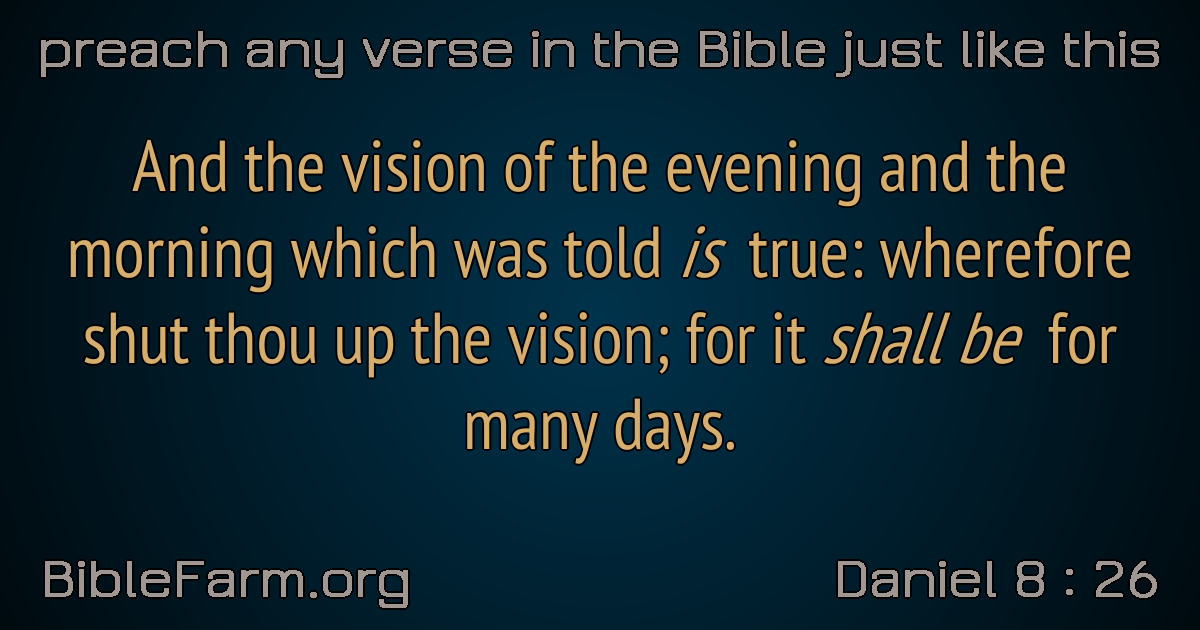 preach any verse in the Bible just like this
And the vision of the evening and the
morning which was told is true: wherefore
shut thou up the vision; for it shall be for
many days.
BibleFarm.org
Daniel 8 : 26